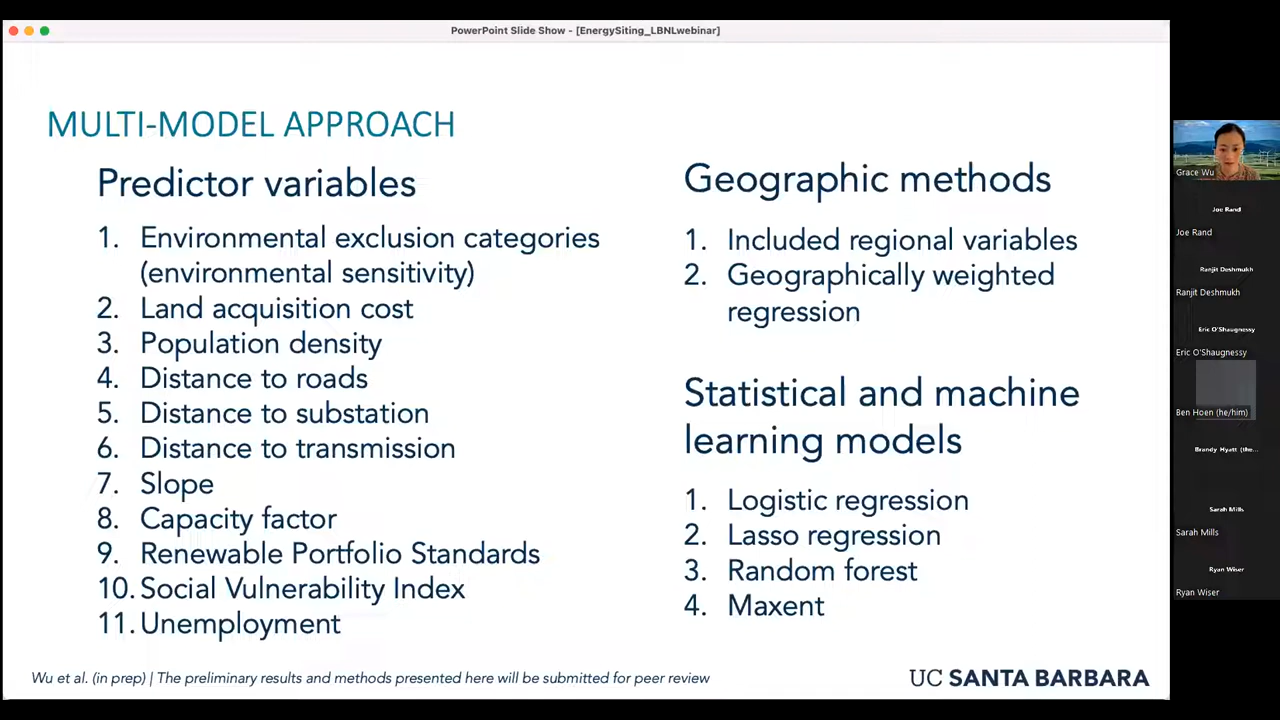 PowerPoint Slide Show - [EnergySiting_LBNLwebinar]
MULTI-MODEL APPROACH
Predictor variables
1. Environmental exclusion categories
(environmental sensitivity)
2. Land acquisition cost
3. Population density
4. Distance to roads
5. Distance to substation
6. Distance to transmission
7. Slope
8. Capacity factor
9. Renewable Portfolio Standards
10. Social Vulnerability Index
11. Unemployment
Geographic methods
1. Included regional variables
2. Geographically weighted
regression
Statistical and machine
learning models
1. Logistic regression
2. Lasso regression
3. Random forest
4. Maxent
Wu et al. (in prep) | The preliminary results and methods presented here will be submitted for peer review
UC SANTA BARBARA
Grace Wu
Joe Rand
Joe Rand
Ranjit Deshmukh
Ranjit Deshmukh
Eric O'Shaugnessy
Eric O'Shaugnessy
Ben Hoen (he/him)
Brandy Hyatt (the...
Sarah Mills
Sarah Mills
Ryan Wiser
Ryan Wiser